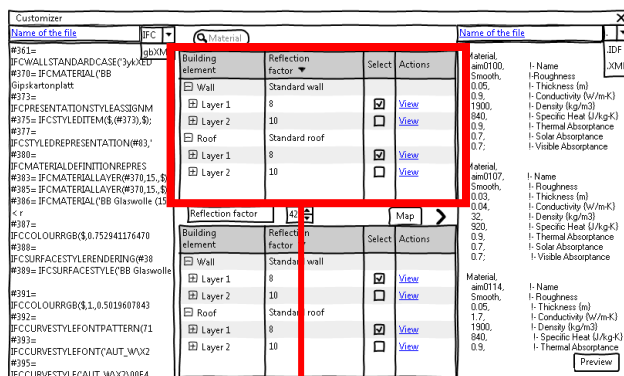 Customizer
X
Name of the file
IFC
gbXM
#361=
IFCWALLSTANDARDCASE('3ykXED
#370= IFCMATERIAL('BB
Gipskartonplatt
#373=
IFCPRESENTATIONSTYLEASSIGNM
#375= IFCSTYLEDITEM($,(#373),$);
#377=
IFCSTYLEDREPRESENTATION(#83,'
#380=
IFCMATERIALDEFINITIONREPRES
#383= IFCMATERIALLAYER(#370,15.,$)
#385= IFCMATERIALLAYER(#370,15.,$)
#386= IFCMATERIAL('BB Glaswolle (15
< r
#387=
IFCCOLOURRGB($,0.752941176470
#388=
IFCSURFACESTYLERENDERING(#38
#389= IFCSURFACESTYLE('BB Glaswolle
#391=
IFCCOLOURRGB($,1.,0.5019607843
#392=
IFCCURVESTYLEFONTPATTERN(71
#393=
IFCCURVESTYLEFONT('AUT_W\X2
#395=
IFCCURVESTYLE('AUT_W\X2\00E4
Material
Building element Reflection factor Select Actions
Wall Standard wall
Layer 1 8 View
Layer 2 10 View
Roof Standard roof
Layer 1 8 View
Layer 2 10 View
Reflection factor 42 Map
Building element Reflection factor Select Actions
Wall Standard wall
Layer 1 8 View
Layer 2 10 View
Roof Standard roof
Layer 1 8 View
Layer 2 10 View
Name of the file
.IDF
.XM
Material,
aim0100, !- Name
Smooth, !-Roughness
0.05, !- Thickness (m)
0.9, !- Conductivity (W/m-K)
1900, !- Density (kg/m3)
840, !- Specific Heat (J/kg-K)
0.9, !- Thermal Absorptance
0.7, !- Solar Absorptance
0.7; !- Visible Absorptance
Material,
aim0107, !- Name
Smooth, !- Roughness
0.03, !- Thickness (m)
0.04, !- Conductivity (W/m-K)
32, !- Density (kg/m3)
920, !- Specific Heat (J/kg-K)
0.9, !- Thermal Absorptance
0.7, !- Solar Absorptance
0.7; !- Visible Absorptance
Material,
aim0114, !- Name
Smooth, !- Roughness
0.05, !- Thickness (m)
1.7, !- Conductivity (W/m-K)
1900, !- Density (kg/m3)
840, !- Specific Heat (J/kg-K)
0.9, !- Thermal Absorptance
Preview